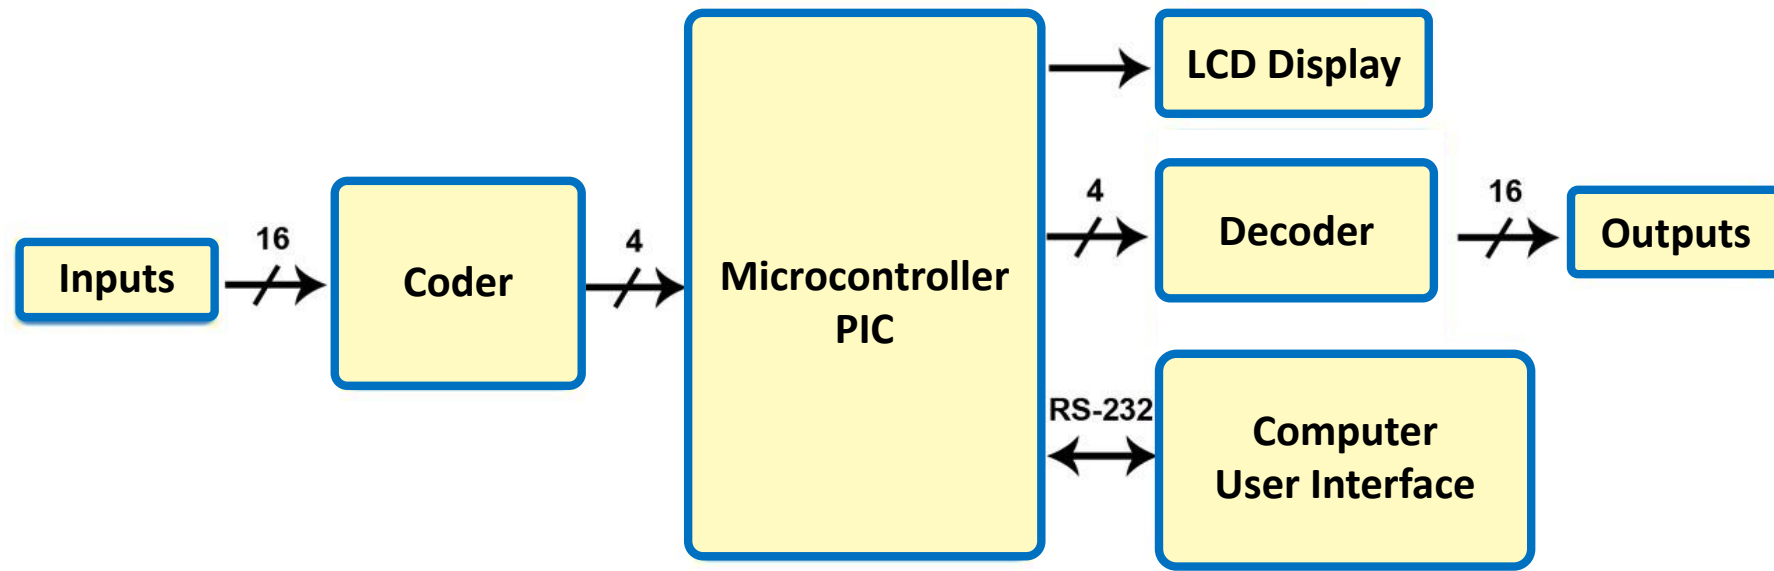 Inputs
16
Coder
4
Microcontroller
PIC
LCD Display
4
Decoder
16
Outputs
RS-232
Computer
User Interface